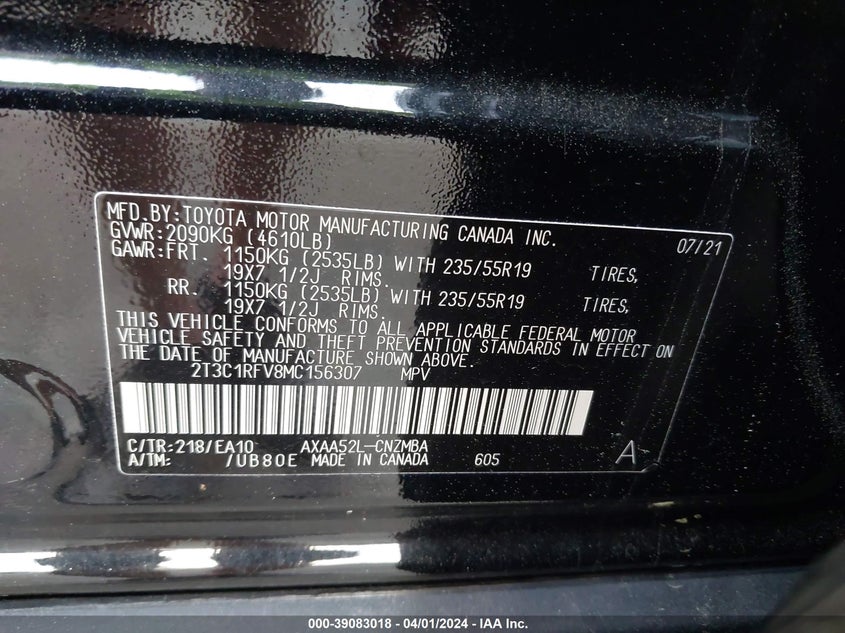 MFD.BY:TOYOTA MOTOR MANUFACTURING CANADA INC. 07/21
GVWR:2090KG (4610LB)
GAWR:FRT. 1150KG (2535LB) WITH 235/55R19 TIRES,
19X7 1/2J RIMS.
RR. 1150KG (2535LB) WITH 235/55R19 TIRES,
19X7 1/2J RIMS.
THIS VEHICLE CONFORMS TO ALL APPLICABLE FEDERAL MOTOR
VEHICLE SAFETY AND THEFT PREVENTION STANDARDS IN EFFECT ON
THE DATE OF MANUFACTURE SHOWN ABOVE.
2T3C1RFV8MC156307 MPV
C/TR:218/EA10 AXAA52L-CNZMBA
A/TM: /UB80E MADE IN CANADA 605 A
000-39083018 - 04/01/2024 - IAA Inc.